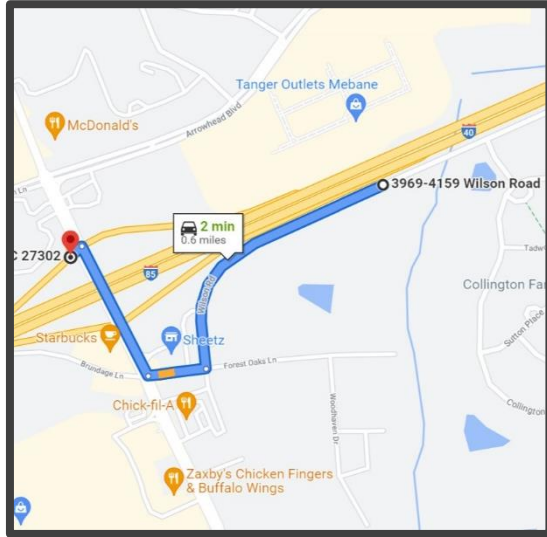 Tanger Outlets Mebane
McDonald's
Arrowhead Blvd
40
3969-4159 Wilson Road
2 min
0.6 miles
C 27302
85
Wilson Rd
Tadw
Collington Far
Sutton Place
Starbucks
Sheetz
Forest Oaks Ln
Brundage Ln
Chick-fil-A
Woodhaven Dr
Collington
Zaxby's Chicken Fingers
& Buffalo Wings